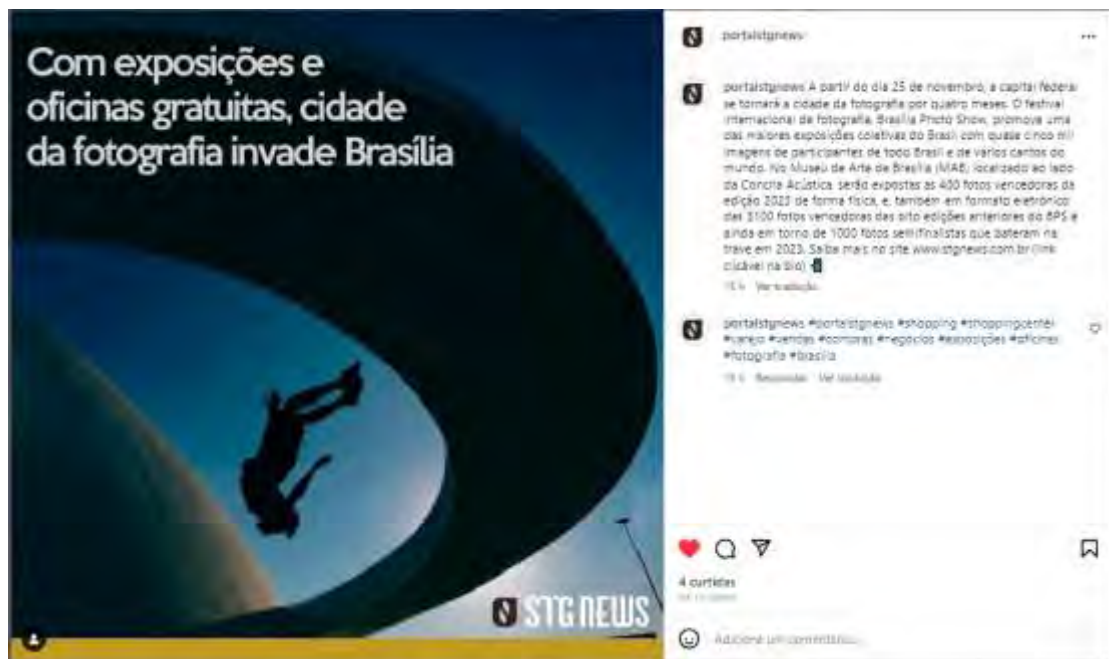 Com exposições e
oficinas gratuitas, cidade
da fotografia invade Brasília
STG NEWS
portalstgnews
portalstgnews A partir do dia 25 de novembro, a capital federal
se tornará a cidade da fotografia por quatro meses. O festival
internacional de fotografia, Brasília Photo Show, promove uma
das maiores exposições coletivas do Brasil com quase cinco mil
imagens de participantes de todo Brasil e de vários cantos do
mundo. No Museu de Arte de Brasília (MAB), localizado ao lado
da Concha Acústica, serão expostas as 400 fotos vencedoras da
edição 2023 de forma física, e, também em formato eletrônico
das 3100 fotos vencedoras das oito edições anteriores do BPS e
ainda em torno de 1000 fotos semifinalistas que bateram na
trave em 2023. Saiba mais no site www.stgnews.com.br (link
clicável na bio)
Ver tradução
portalstgnews #portalstgnews #shopping #shoppingcenter
#varejo #vendas #compras #negócios #exposições #oficinas
#fotografia #brasília
Responder Ver tradução
4 curtidas
Adicione um comentário...